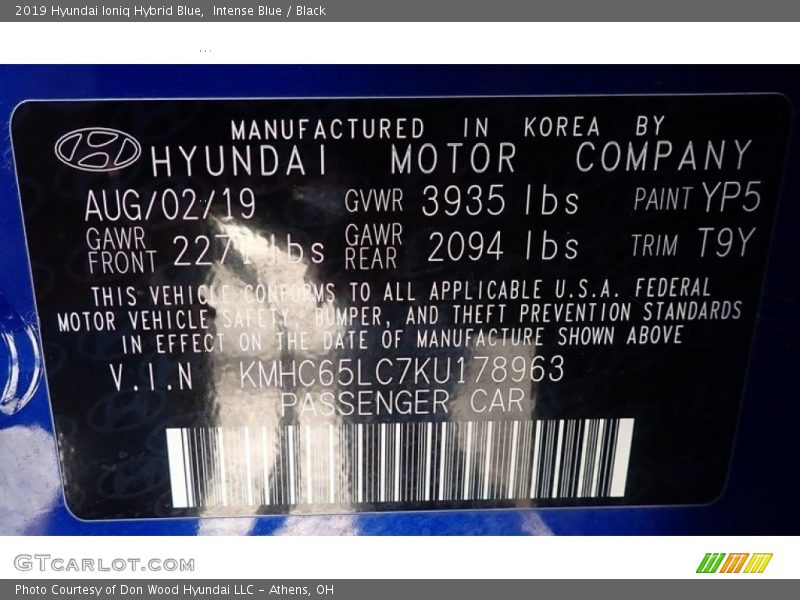 2019 Hyundai Ioniq Hybrid Blue,  Intense Blue / Black
MANUFACTURED IN KOREA BY
HYUNDAI MOTOR COMPANY
AUG/02/19 GVWR 3935 lbs PAINT YP5
GAWR FRONT 2271 lbs GAWR REAR 2094 lbs TRIM T9Y
THIS VEHICLE CONFORMS TO ALL APPLICABLE U.S.A. FEDERAL
MOTOR VEHICLE SAFETY, BUMPER, AND THEFT PREVENTION STANDARDS
IN EFFECT ON THE DATE OF MANUFACTURE SHOWN ABOVE
V.I.N KMHC65LC7KU178963
PASSENGER CAR
GTCARLOT.COM
Photo Courtesy of Don Wood Hyundai LLC - Athens, OH